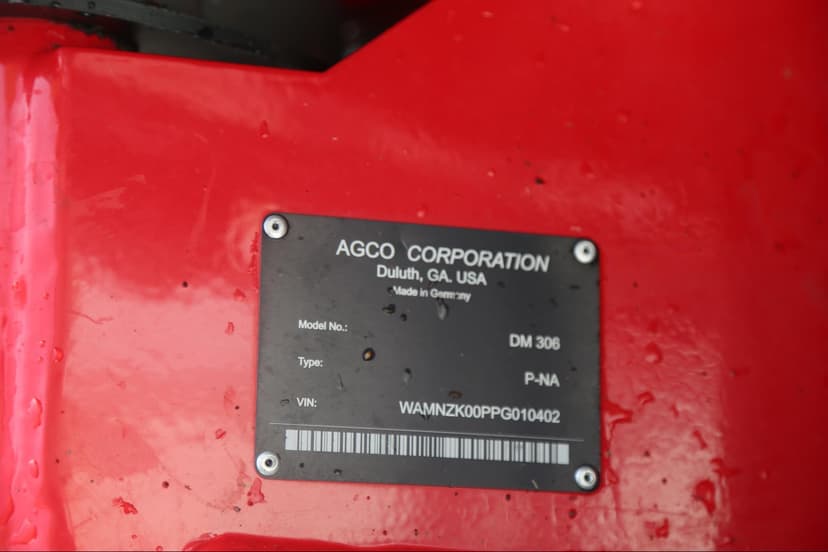 AGCO CORPORATION
Duluth, GA. USA
Made in Germany
Model No.: DM 306
Type: P-NA
VIN: WAMNZK00PPG010402